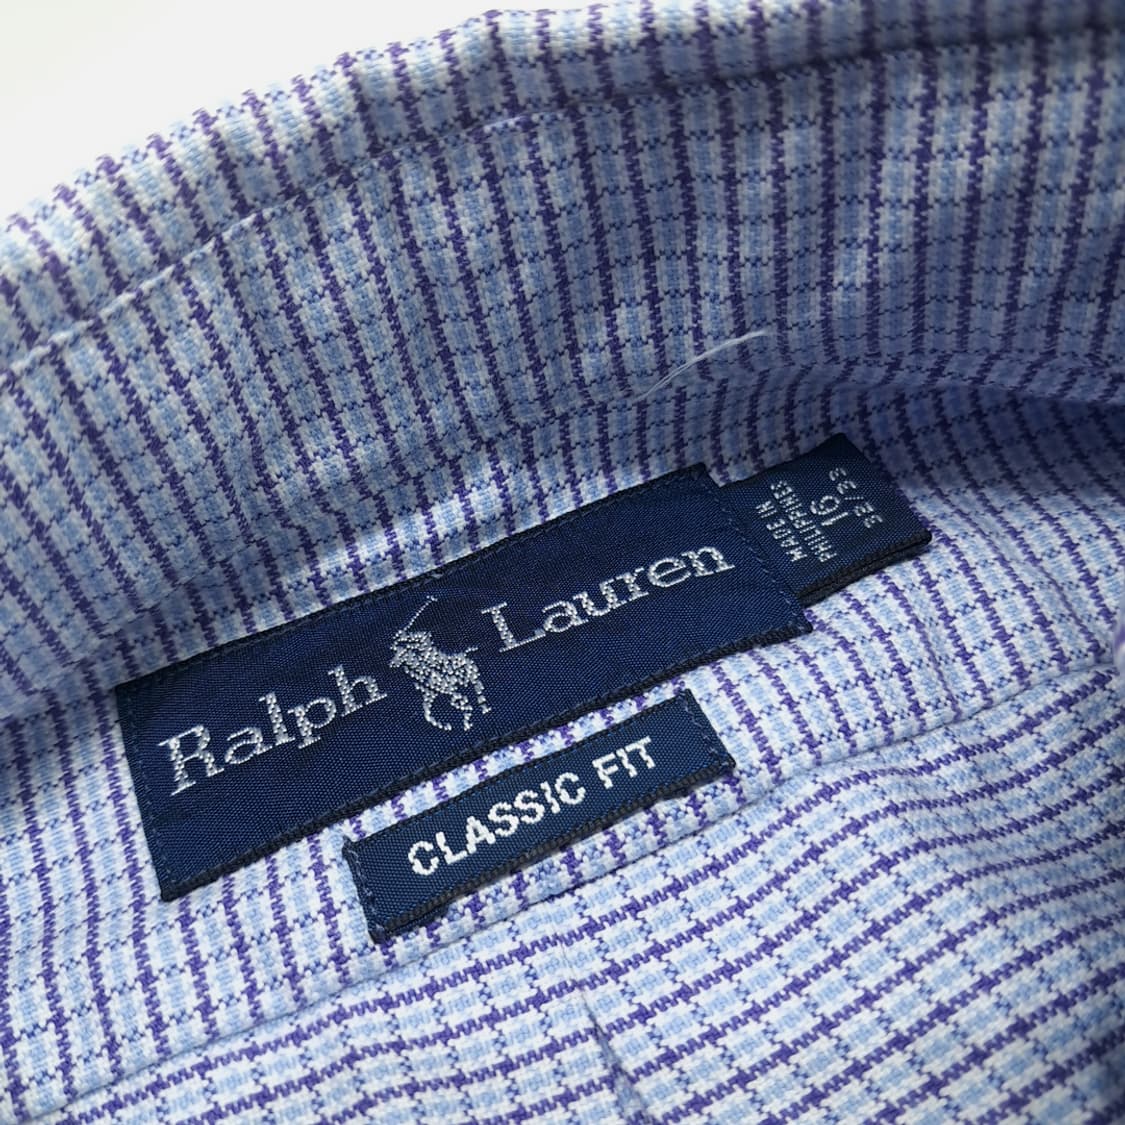 Ralph Lauren
CLASSIC FIT
MADE IN
PHILIPPINES
16
32/33